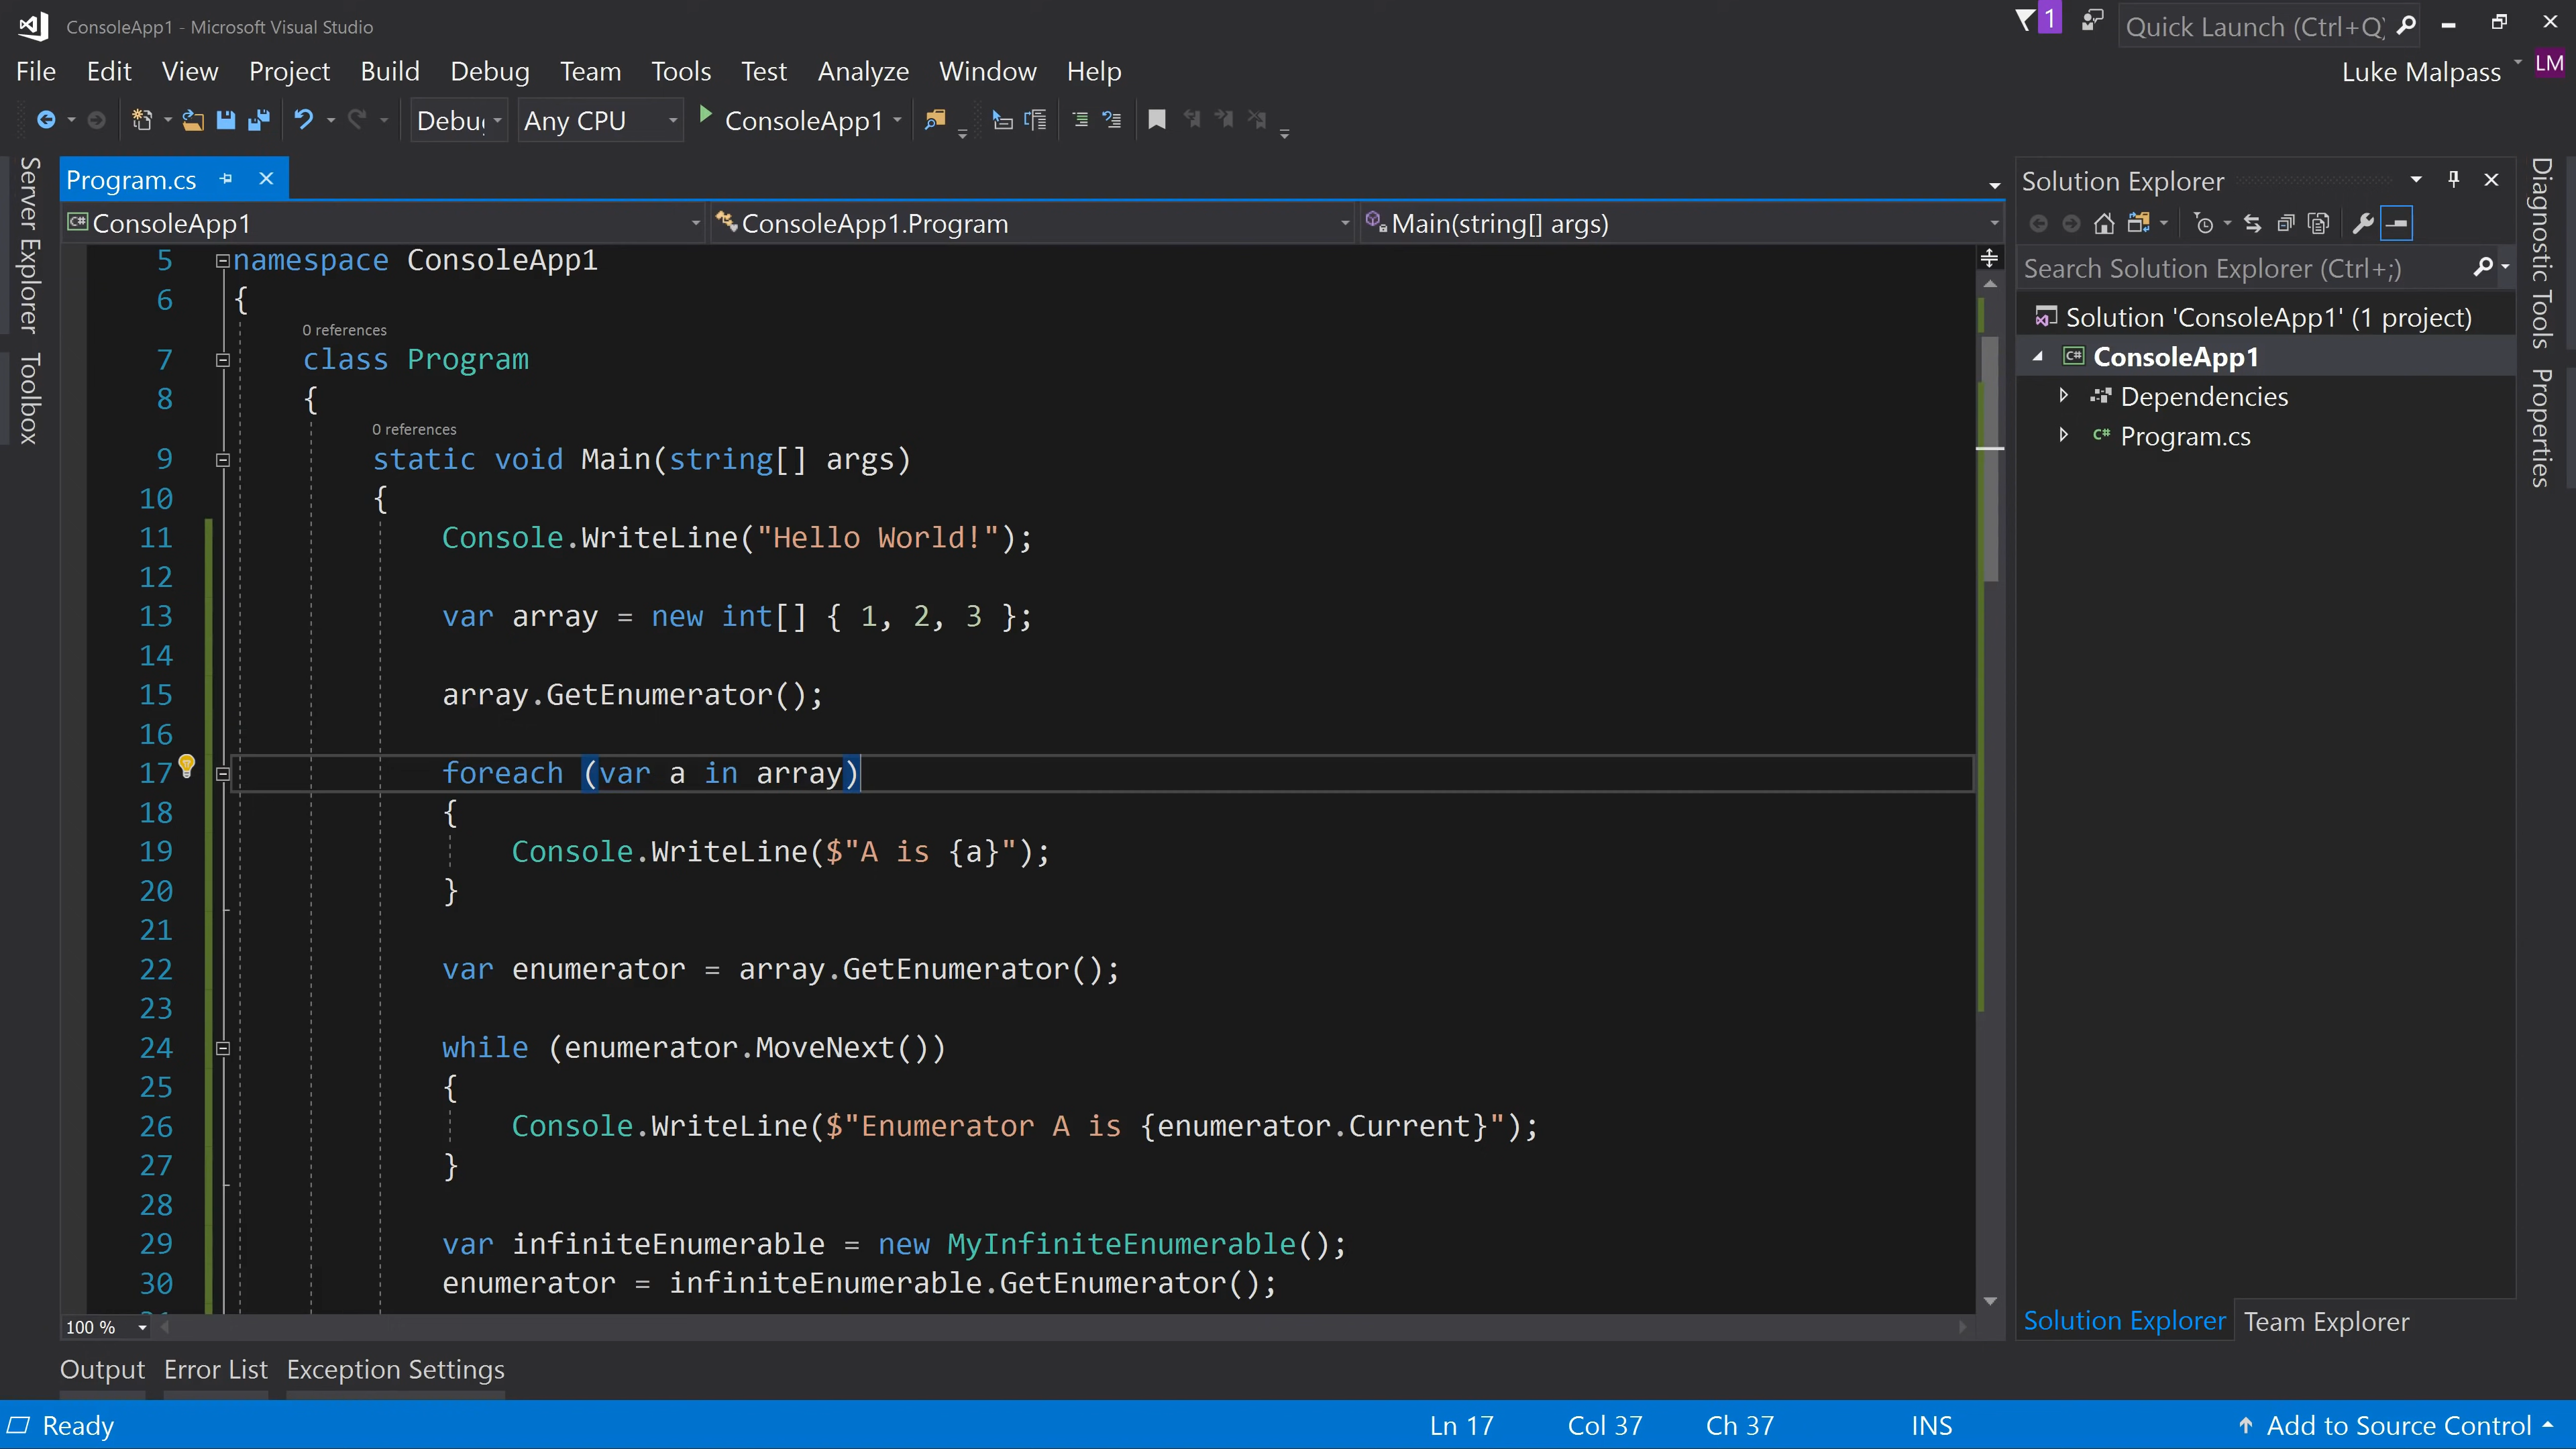 ConsoleApp1 - Microsoft Visual Studio
1
Quick Launch (Ctrl+Q)
File Edit View Project Build Debug Team Tools Test Analyze Window Help
Luke Malpass LM
Debug Any CPU ConsoleApp1
Server Explorer
Toolbox
Program.cs
ConsoleApp1 ConsoleApp1.Program Main(string[] args)
5 namespace ConsoleApp1
6 {
0 references
7 class Program
8 {
0 references
9 static void Main(string[] args)
10 {
11 Console.WriteLine("Hello World!");
12
13 var array = new int[] { 1, 2, 3 };
14
15 array.GetEnumerator();
16
17 foreach (var a in array)
18 {
19 Console.WriteLine($"A is {a}");
20 }
21
22 var enumerator = array.GetEnumerator();
23
24 while (enumerator.MoveNext())
25 {
26 Console.WriteLine($"Enumerator A is {enumerator.Current}");
27 }
28
29 var infiniteEnumerable = new MyInfiniteEnumerable();
30 enumerator = infiniteEnumerable.GetEnumerator();
100 %
Solution Explorer
Search Solution Explorer (Ctrl+;)
Solution 'ConsoleApp1' (1 project)
C# ConsoleApp1
Dependencies
C# Program.cs
Solution Explorer Team Explorer
Diagnostic Tools
Properties
Output Error List Exception Settings
Ready Ln 17 Col 37 Ch 37 INS Add to Source Control